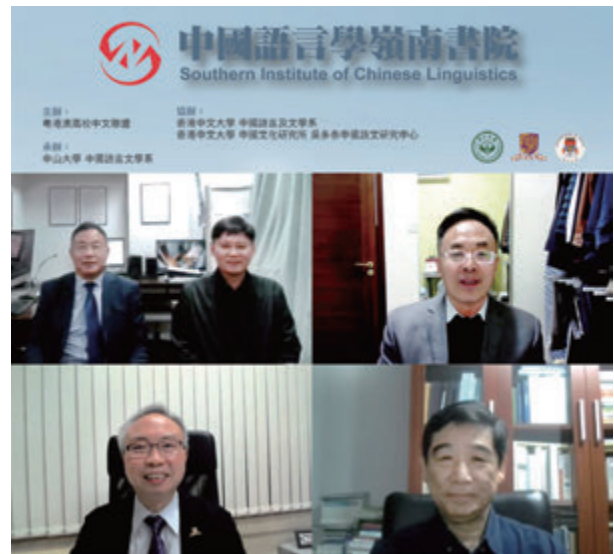 中國語言學嶺南書院
Southern Institute of Chinese Linguistics
主辦：
粵港澳高校中文聯盟
承辦：
中山大學 中國語言文學系
協辦：
香港中文大學 中國語言及文學系
香港中文大學 中國文化研究所 吳多泰中國語文研究中心